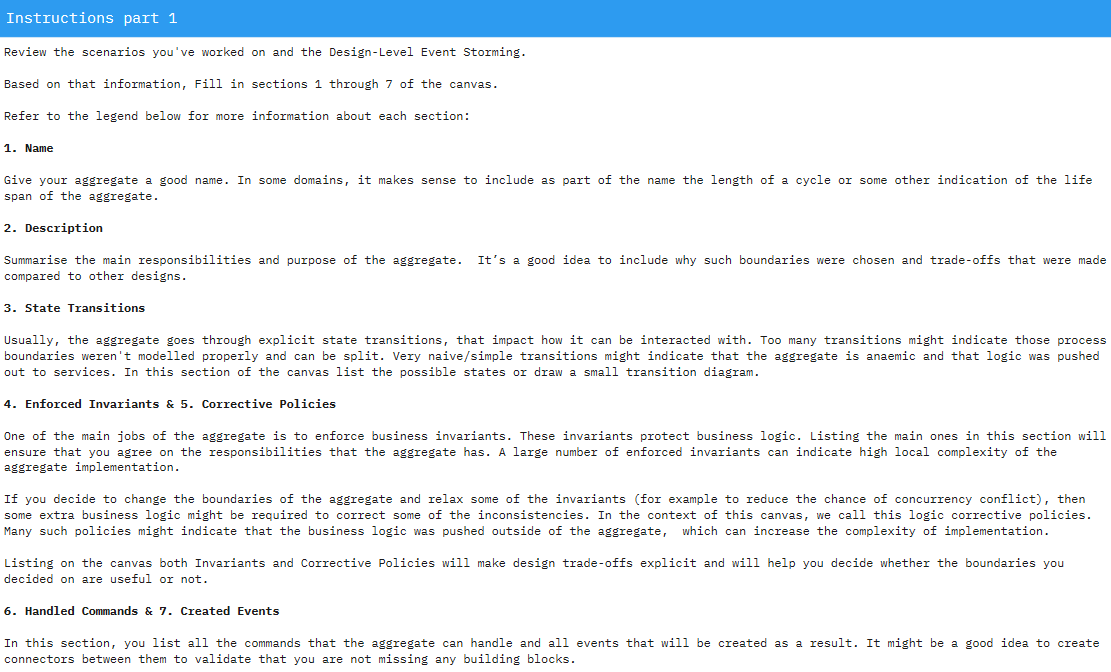 Instructions part 1
Review the scenarios you've worked on and the Design-Level Event Storming.
Based on that information, Fill in sections 1 through 7 of the canvas.
Refer to the legend below for more information about each section:
1. Name
Give your aggregate a good name. In some domains, it makes sense to include as part of the name the length of a cycle or some other indication of the life
span of the aggregate.
2. Description
Summarise the main responsibilities and purpose of the aggregate.  It’s a good idea to include why such boundaries were chosen and trade-offs that were made
compared to other designs.
3. State Transitions
Usually, the aggregate goes through explicit state transitions, that impact how it can be interacted with. Too many transitions might indicate those process
boundaries weren't modelled properly and can be split. Very naive/simple transitions might indicate that the aggregate is anaemic and that logic was pushed
out to services. In this section of the canvas list the possible states or draw a small transition diagram.
4. Enforced Invariants & 5. Corrective Policies
One of the main jobs of the aggregate is to enforce business invariants. These invariants protect business logic. Listing the main ones in this section will
ensure that you agree on the responsibilities that the aggregate has. A large number of enforced invariants can indicate high local complexity of the
aggregate implementation.
If you decide to change the boundaries of the aggregate and relax some of the invariants (for example to reduce the chance of concurrency conflict), then
some extra business logic might be required to correct some of the inconsistencies. In the context of this canvas, we call this logic corrective policies.
Many such policies might indicate that the business logic was pushed outside of the aggregate,  which can increase the complexity of implementation.
Listing on the canvas both Invariants and Corrective Policies will make design trade-offs explicit and will help you decide whether the boundaries you
decided on are useful or not.
6. Handled Commands & 7. Created Events
In this section, you list all the commands that the aggregate can handle and all events that will be created as a result. It might be a good idea to create
connectors between them to validate that you are not missing any building blocks.